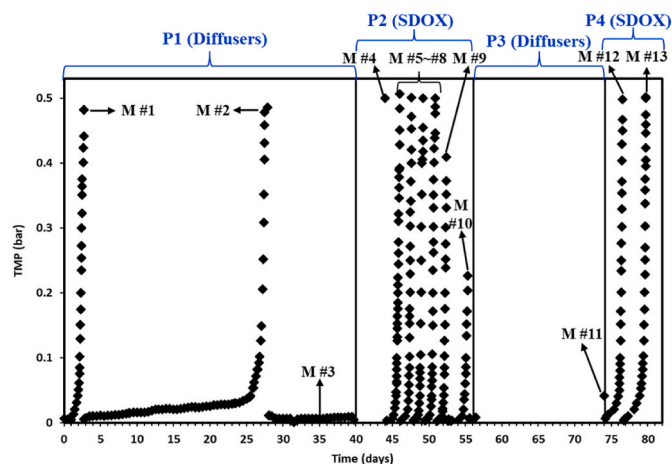 P1 (Diffusers)
P2 (SDOX)
P3 (Diffusers)
P4 (SDOX)
M #1
M #2
M #3
M #4
M #5~#8
M #9
M
#10
M #11
M #12
M #13
TMP (bar)
0.5
0.4
0.3
0.2
0.1
0
0 5 10 15 20 25 30 35 40 45 50 55 60 65 70 75 80
Time (days)